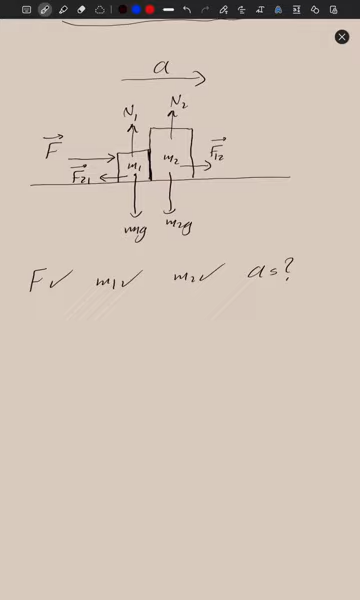 a
N₁ N₂
F F₁₂
m₁ m₂
F₂₁
m₁g m₂g
F✓ m₁✓ m₂✓ a s?